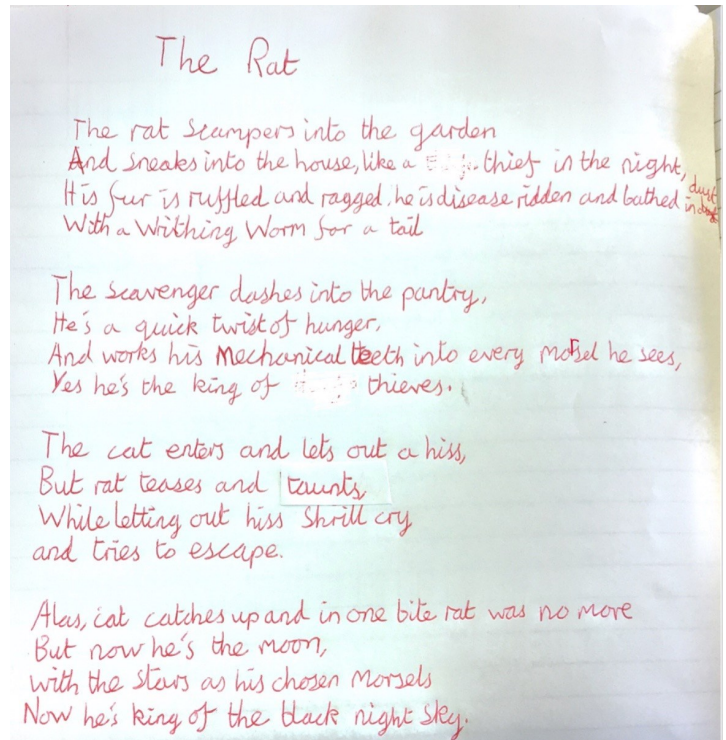 The Rat
The rat scampers into the garden
And sneaks into the house, like a thief in the night,
His fur is ruffled and ragged. he is disease ridden and bathed in dust
With a Writhing Worm for a tail
The scavenger dashes into the pantry,
He's a quick twist of hunger,
And works his Mechanical teeth into every morsel he sees,
Yes he's the king of thieves.
The cat enters and lets out a hiss,
But rat teases and taunts,
While letting out hiss Shrill cry
and tries to escape.
Alas, cat catches up and in one bite rat was no more
But now he's the moon,
with the Stars as his chosen Morsels
Now he's king of the black night sky.